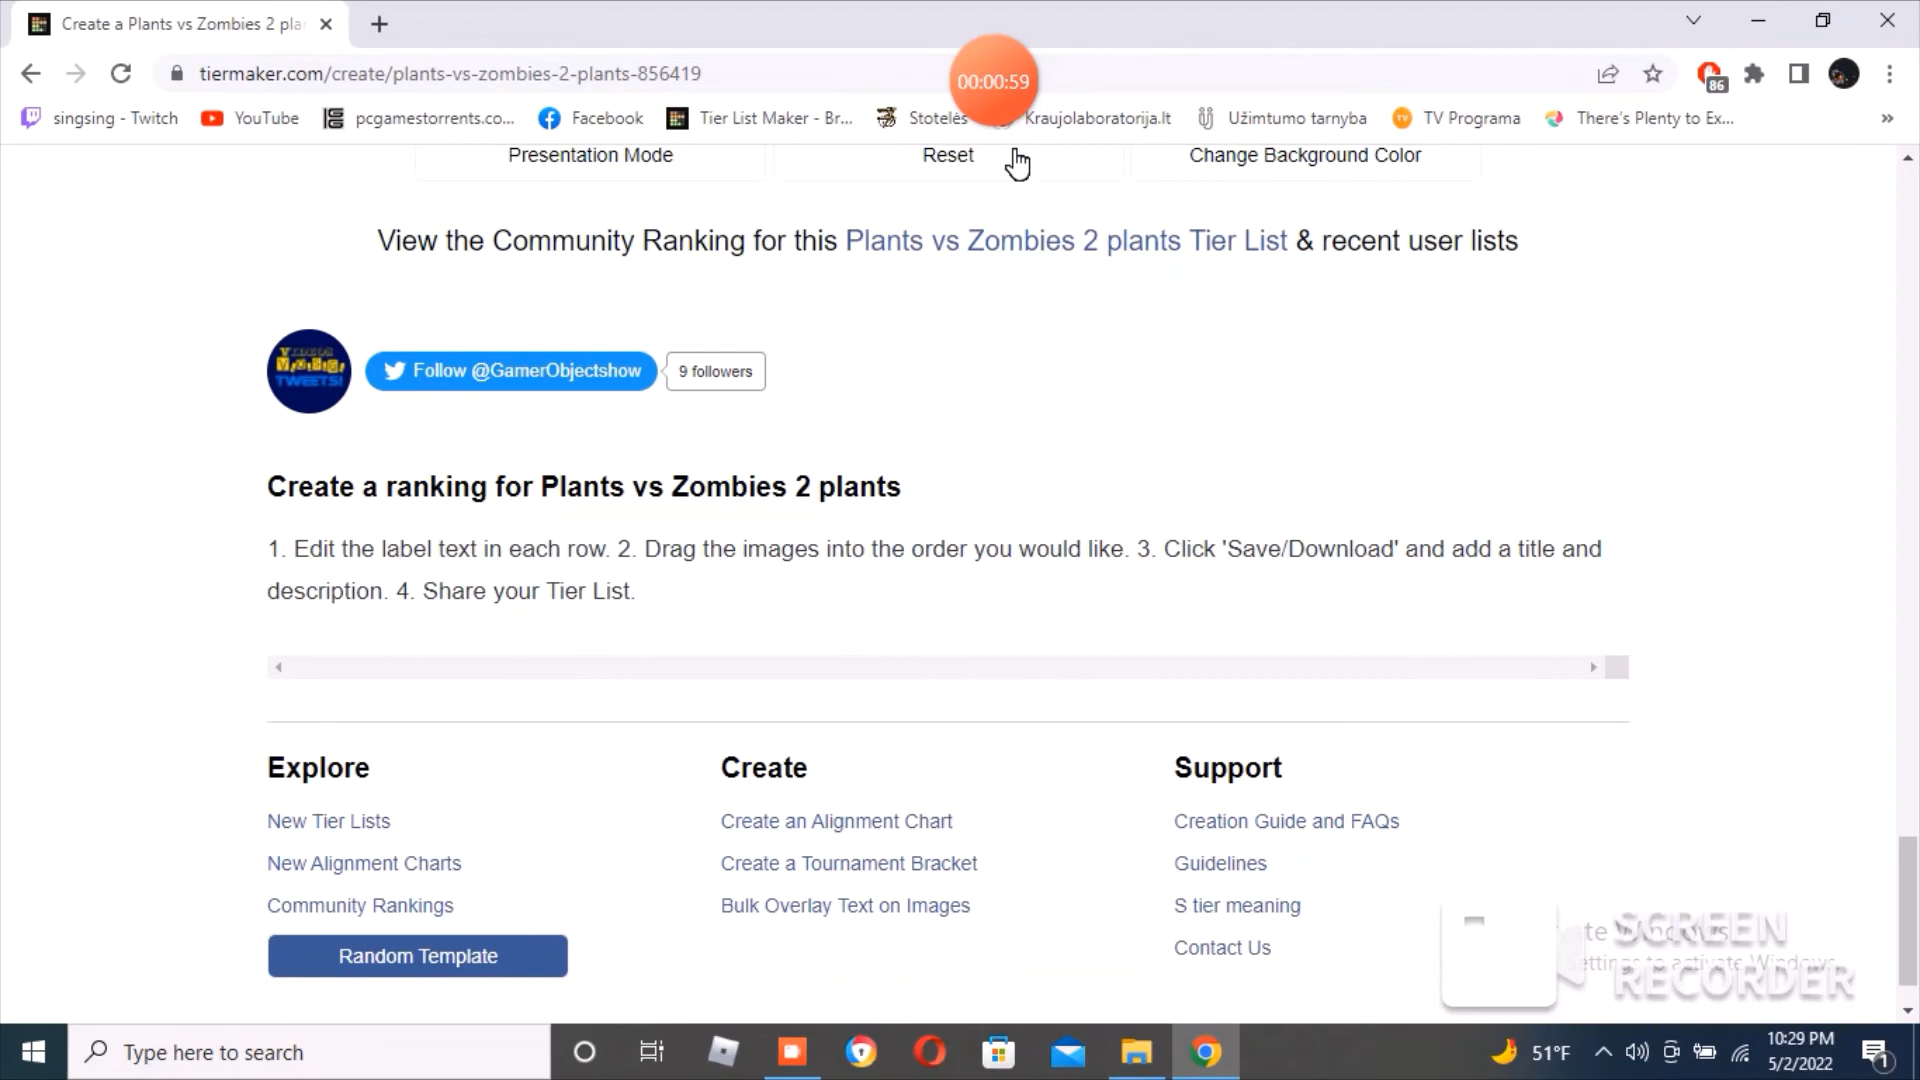 Create a Plants vs Zombies 2 pla
tiermaker.com/create/plants-vs-zombies-2-plants-856419
00:00:59
86
singsing - Twitch
YouTube
pcgamestorrents.co...
Facebook
Tier List Maker - Br...
Stotelės
Kraujolaboratorija.lt
Užimtumo tarnyba
TV Programa
There's Plenty to Ex...
Presentation Mode
Reset
Change Background Color
View the Community Ranking for this Plants vs Zombies 2 plants Tier List & recent user lists
TWEETS!
Follow @GamerObjectshow
9 followers
Create a ranking for Plants vs Zombies 2 plants
1. Edit the label text in each row. 2. Drag the images into the order you would like. 3. Click 'Save/Download' and add a title and
description. 4. Share your Tier List.
Explore
Create
Support
New Tier Lists
Create an Alignment Chart
Creation Guide and FAQs
New Alignment Charts
Create a Tournament Bracket
Guidelines
Community Rankings
Bulk Overlay Text on Images
S tier meaning
Random Template
Contact Us
SCREEN
RECORDER
to activate Windows.
Type here to search
51°F
10:29 PM
5/2/2022
1